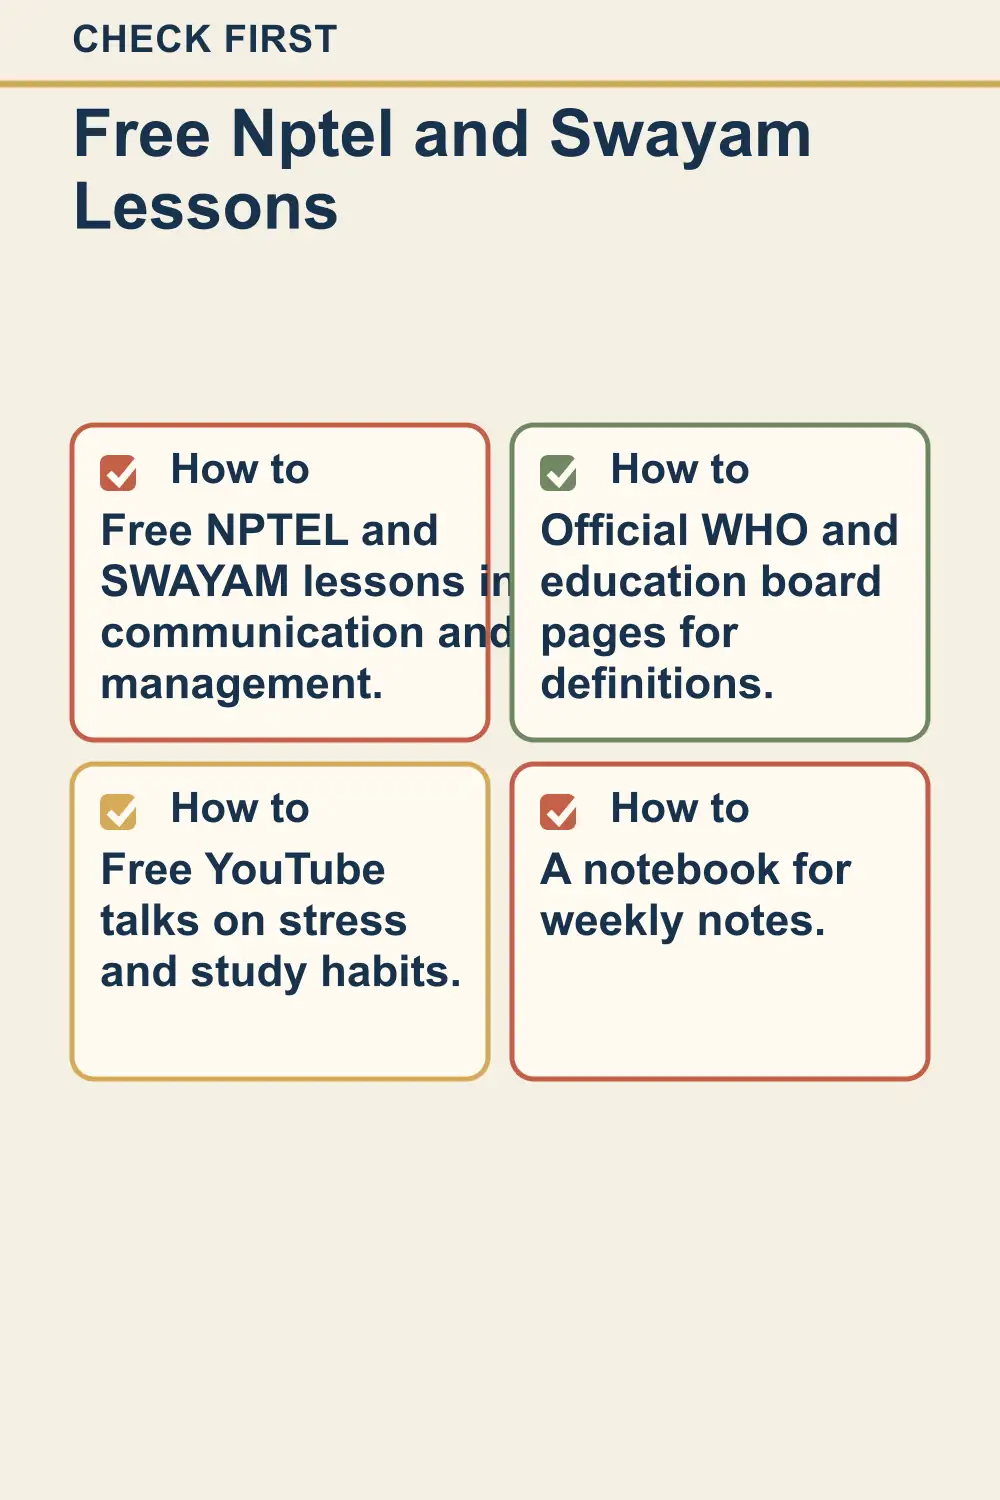 CHECK FIRST
Free Nptel and Swayam
Lessons
How to
Free NPTEL and
SWAYAM lessons in
communication and
management.
How to
Official WHO and
education board
pages for
definitions.
How to
Free YouTube
talks on stress
and study habits.
How to
A notebook for
weekly notes.